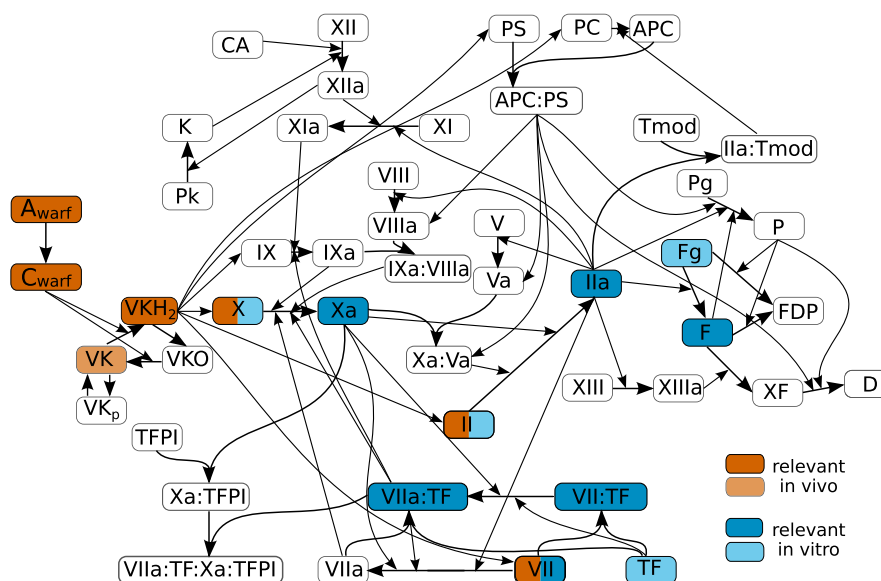 XII
PS
PC
APC
CA
XIIa
APC:PS
K
XIa
XI
Tmod
IIa:Tmod
VIII
Pg
Pk
A_warf
VIIIa
V
P
Fg
IX
IXa
IXa:VIIIa
C_warf
Va
IIa
VKH₂
X
Xa
FDP
F
VK
VKO
Xa:Va
XIII
XIIIa
XF
D
VKₚ
II
TFPI
relevant
in vivo
Xa:TFPI
VIIa:TF
VII:TF
relevant
in vitro
VIIa:TF:Xa:TFPI
VIIa
VII
TF